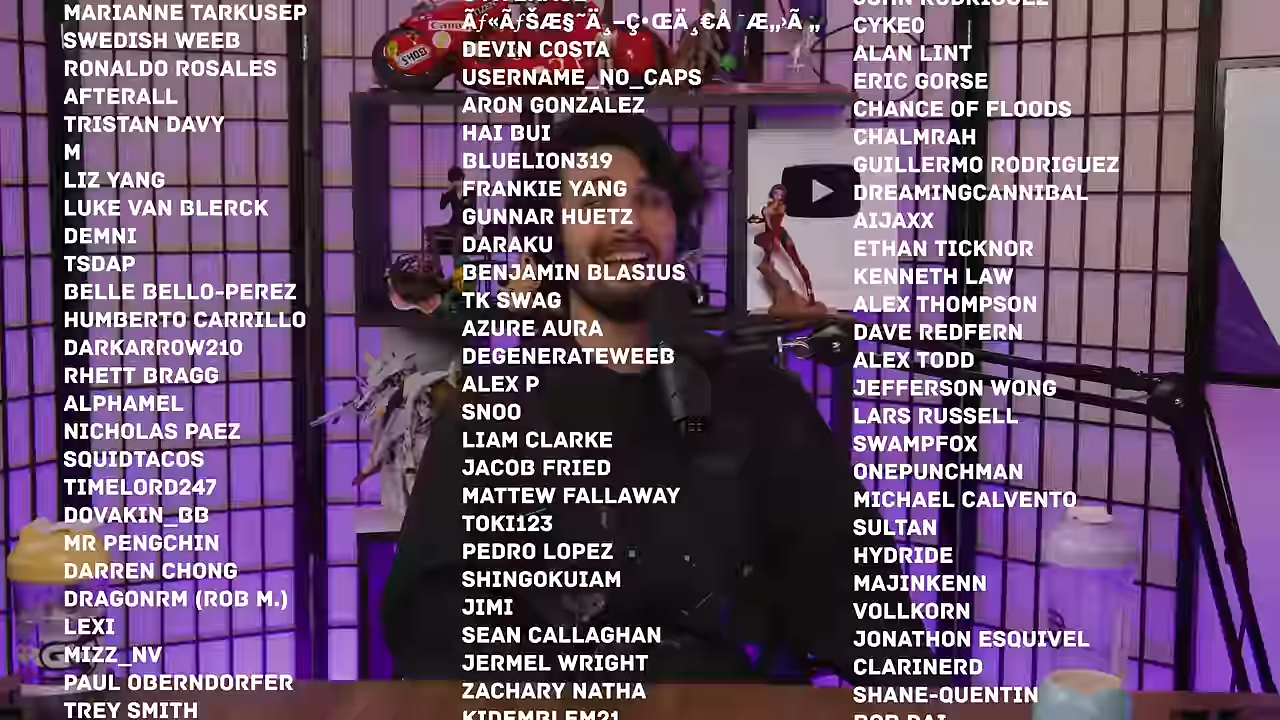 MARIANNE TARKUSEP
SWEDISH WEEB
RONALDO ROSALES
AFTERALL
TRISTAN DAVY
M
LIZ YANG
LUKE VAN BLERCK
DEMNI
TSDAP
BELLE BELLO-PEREZ
HUMBERTO CARRILLO
DARKARROW210
RHETT BRAGG
ALPHAMEL
NICHOLAS PAEZ
SQUIDTACOS
TIMELORD247
DOVAKIN_BB
MR PENGCHIN
DARREN CHONG
DRAGONRM (ROB M.)
LEXI
MIZZ_NV
PAUL OBERNDORFER
TREY SMITH
DEVIN COSTA
USERNAME_NO_CAPS
ARON GONZALEZ
HAI BUI
BLUELION319
FRANKIE YANG
GUNNAR HUETZ
DARAKU
BENJAMIN BLASIUS
TK SWAG
AZURE AURA
DEGENERATEWEEB
ALEX P
SNOO
LIAM CLARKE
JACOB FRIED
MATTEW FALLAWAY
TOKI123
PEDRO LOPEZ
SHINGOKUIAM
JIMI
SEAN CALLAGHAN
JERMEL WRIGHT
ZACHARY NATHA
KIDEMBLEM21
JOHN RODRIGUEZ
CYKEO
ALAN LINT
ERIC GORSE
CHANCE OF FLOODS
CHALMRAH
GUILLERMO RODRIGUEZ
DREAMINGCANNIBAL
AIJAXX
ETHAN TICKNOR
KENNETH LAW
ALEX THOMPSON
DAVE REDFERN
ALEX TODD
JEFFERSON WONG
LARS RUSSELL
SWAMPFOX
ONEPUNCHMAN
MICHAEL CALVENTO
SULTAN
HYDRIDE
MAJINKENN
VOLLKORN
JONATHON ESQUIVEL
CLARINERD
SHANE-QUENTIN